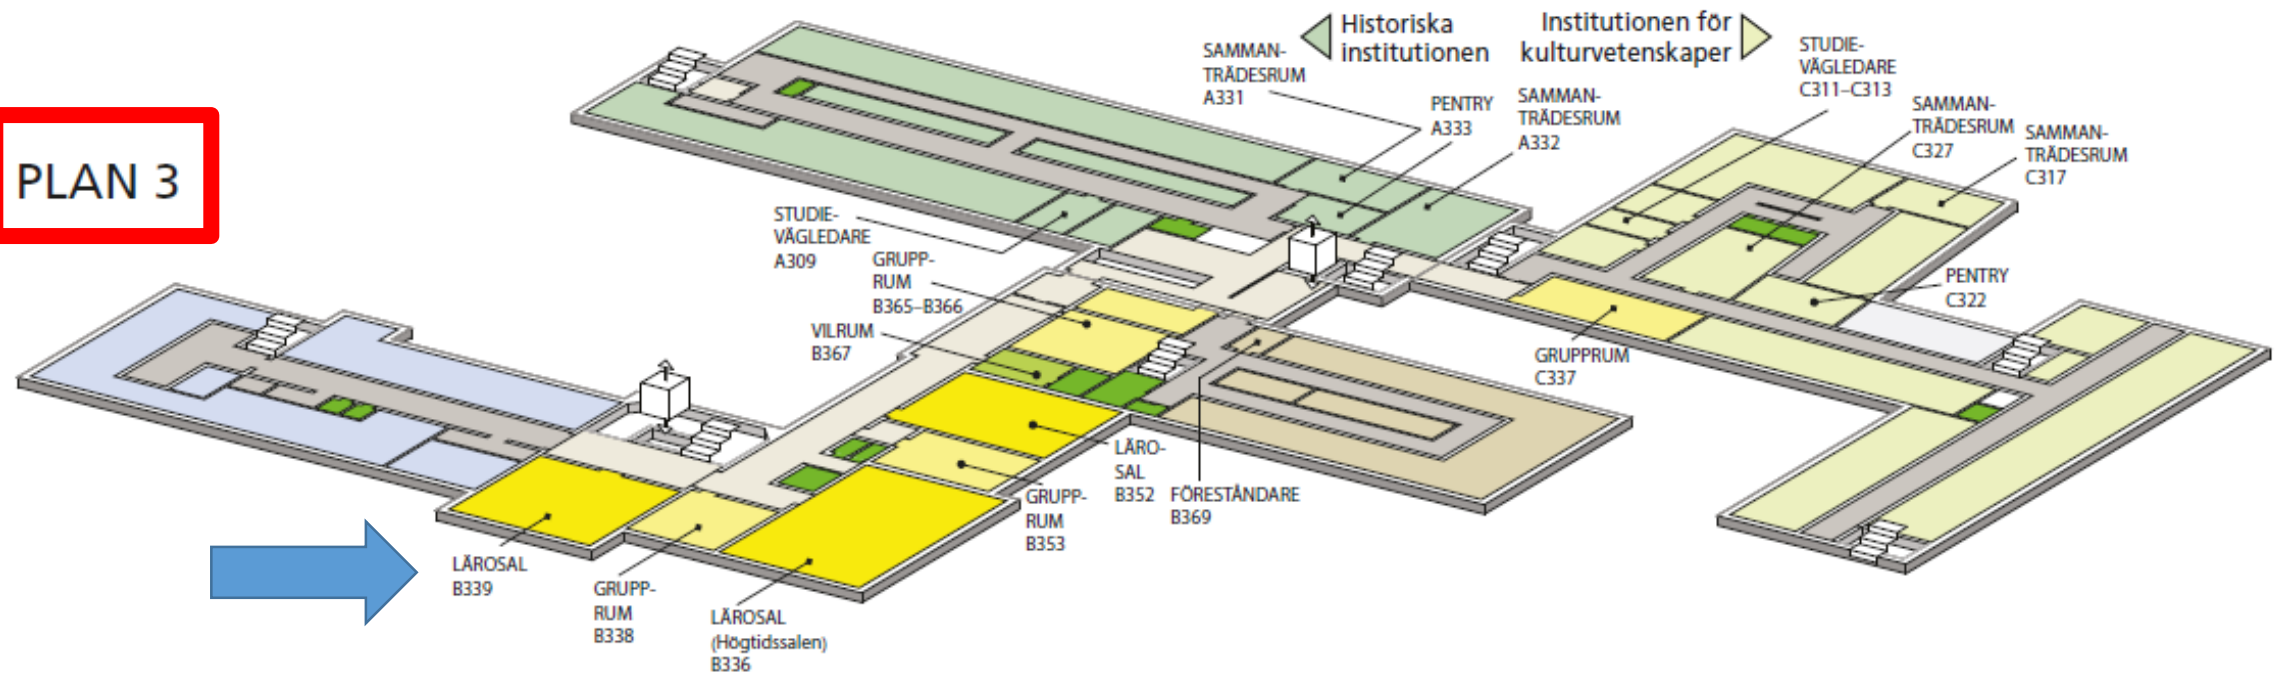 PLAN 3
Historiska
institutionen
Institutionen för
kulturvetenskaper
SAMMAN-
TRÄDESRUM
A331
PENTRY
A333
SAMMAN-
TRÄDESRUM
A332
STUDIE-
VÄGLEDARE
C311–C313
SAMMAN-
TRÄDESRUM
C327
SAMMAN-
TRÄDESRUM
C317
STUDIE-
VÄGLEDARE
A309
GRUPP-
RUM
B365–B366
VILRUM
B367
PENTRY
C322
GRUPPRUM
C337
LÄRO-
SAL
B352
FÖRESTÅNDARE
B369
GRUPP-
RUM
B353
LÄROSAL
B339
GRUPP-
RUM
B338
LÄROSAL
(Högtidssalen)
B336